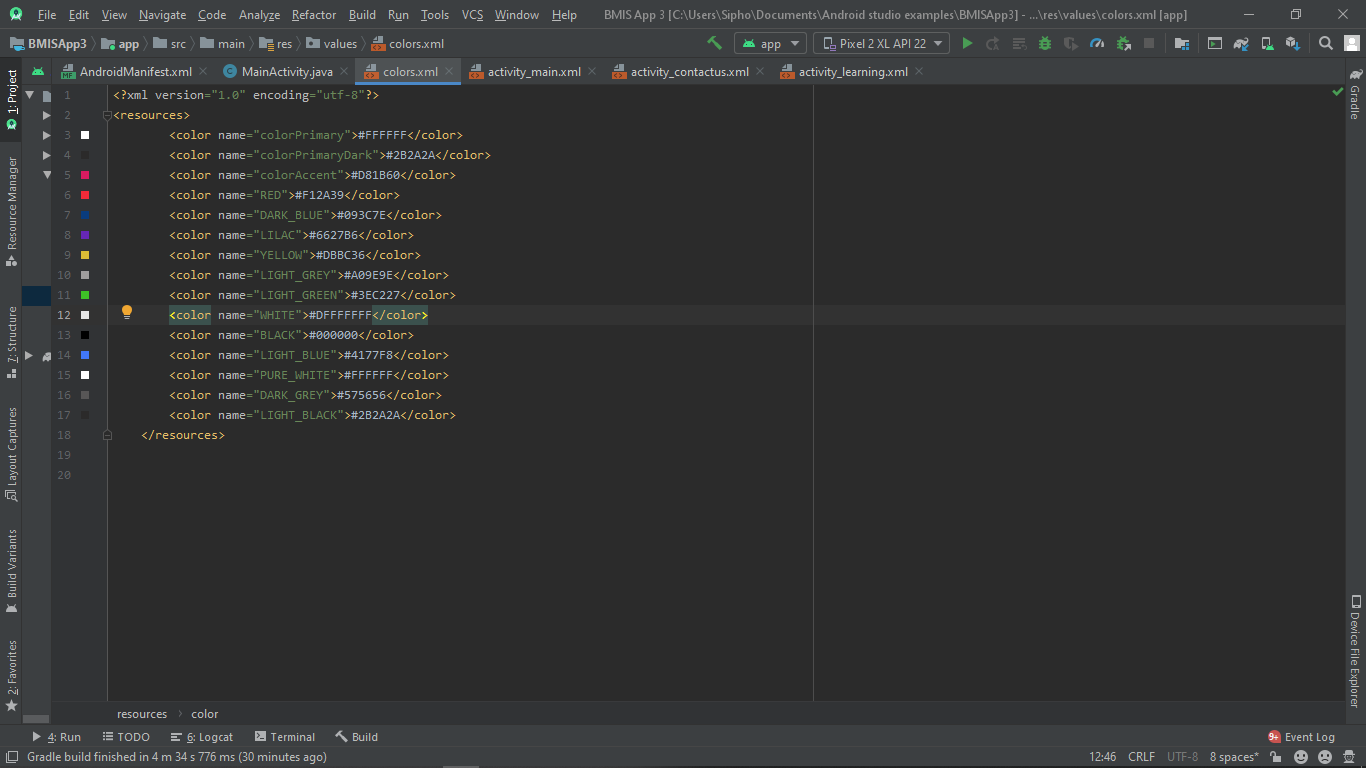 File Edit View Navigate Code Analyze Refactor Build Run Tools VCS Window Help BMIS App 3 [C:\Users\Sipho\Documents\Android studio examples\BMISApp3] - ...\res\values\colors.xml [app]
BMISApp3 app src main res values colors.xml app Pixel 2 XL API 22
AndroidManifest.xml MainActivity.java colors.xml activity_main.xml activity_contactus.xml activity_learning.xml
1: Project
Resource Manager
7: Structure
Layout Captures
Build Variants
2: Favorites
1 <?xml version="1.0" encoding="utf-8"?>
2 <resources>
3 <color name="colorPrimary">#FFFFFF</color>
4 <color name="colorPrimaryDark">#2B2A2A</color>
5 <color name="colorAccent">#D81B60</color>
6 <color name="RED">#F12A39</color>
7 <color name="DARK_BLUE">#093C7E</color>
8 <color name="LILAC">#6627B6</color>
9 <color name="YELLOW">#DBBC36</color>
10 <color name="LIGHT_GREY">#A09E9E</color>
11 <color name="LIGHT_GREEN">#3EC227</color>
12 <color name="WHITE">#DFFFFFFF</color>
13 <color name="BLACK">#000000</color>
14 <color name="LIGHT_BLUE">#4177F8</color>
15 <color name="PURE_WHITE">#FFFFFF</color>
16 <color name="DARK_GREY">#575656</color>
17 <color name="LIGHT_BLACK">#2B2A2A</color>
18 </resources>
19
20
Gradle
Device File Explorer
resources color
4: Run TODO 6: Logcat Terminal Build 9+ Event Log
Gradle build finished in 4 m 34 s 776 ms (30 minutes ago) 12:46 CRLF UTF-8 8 spaces*